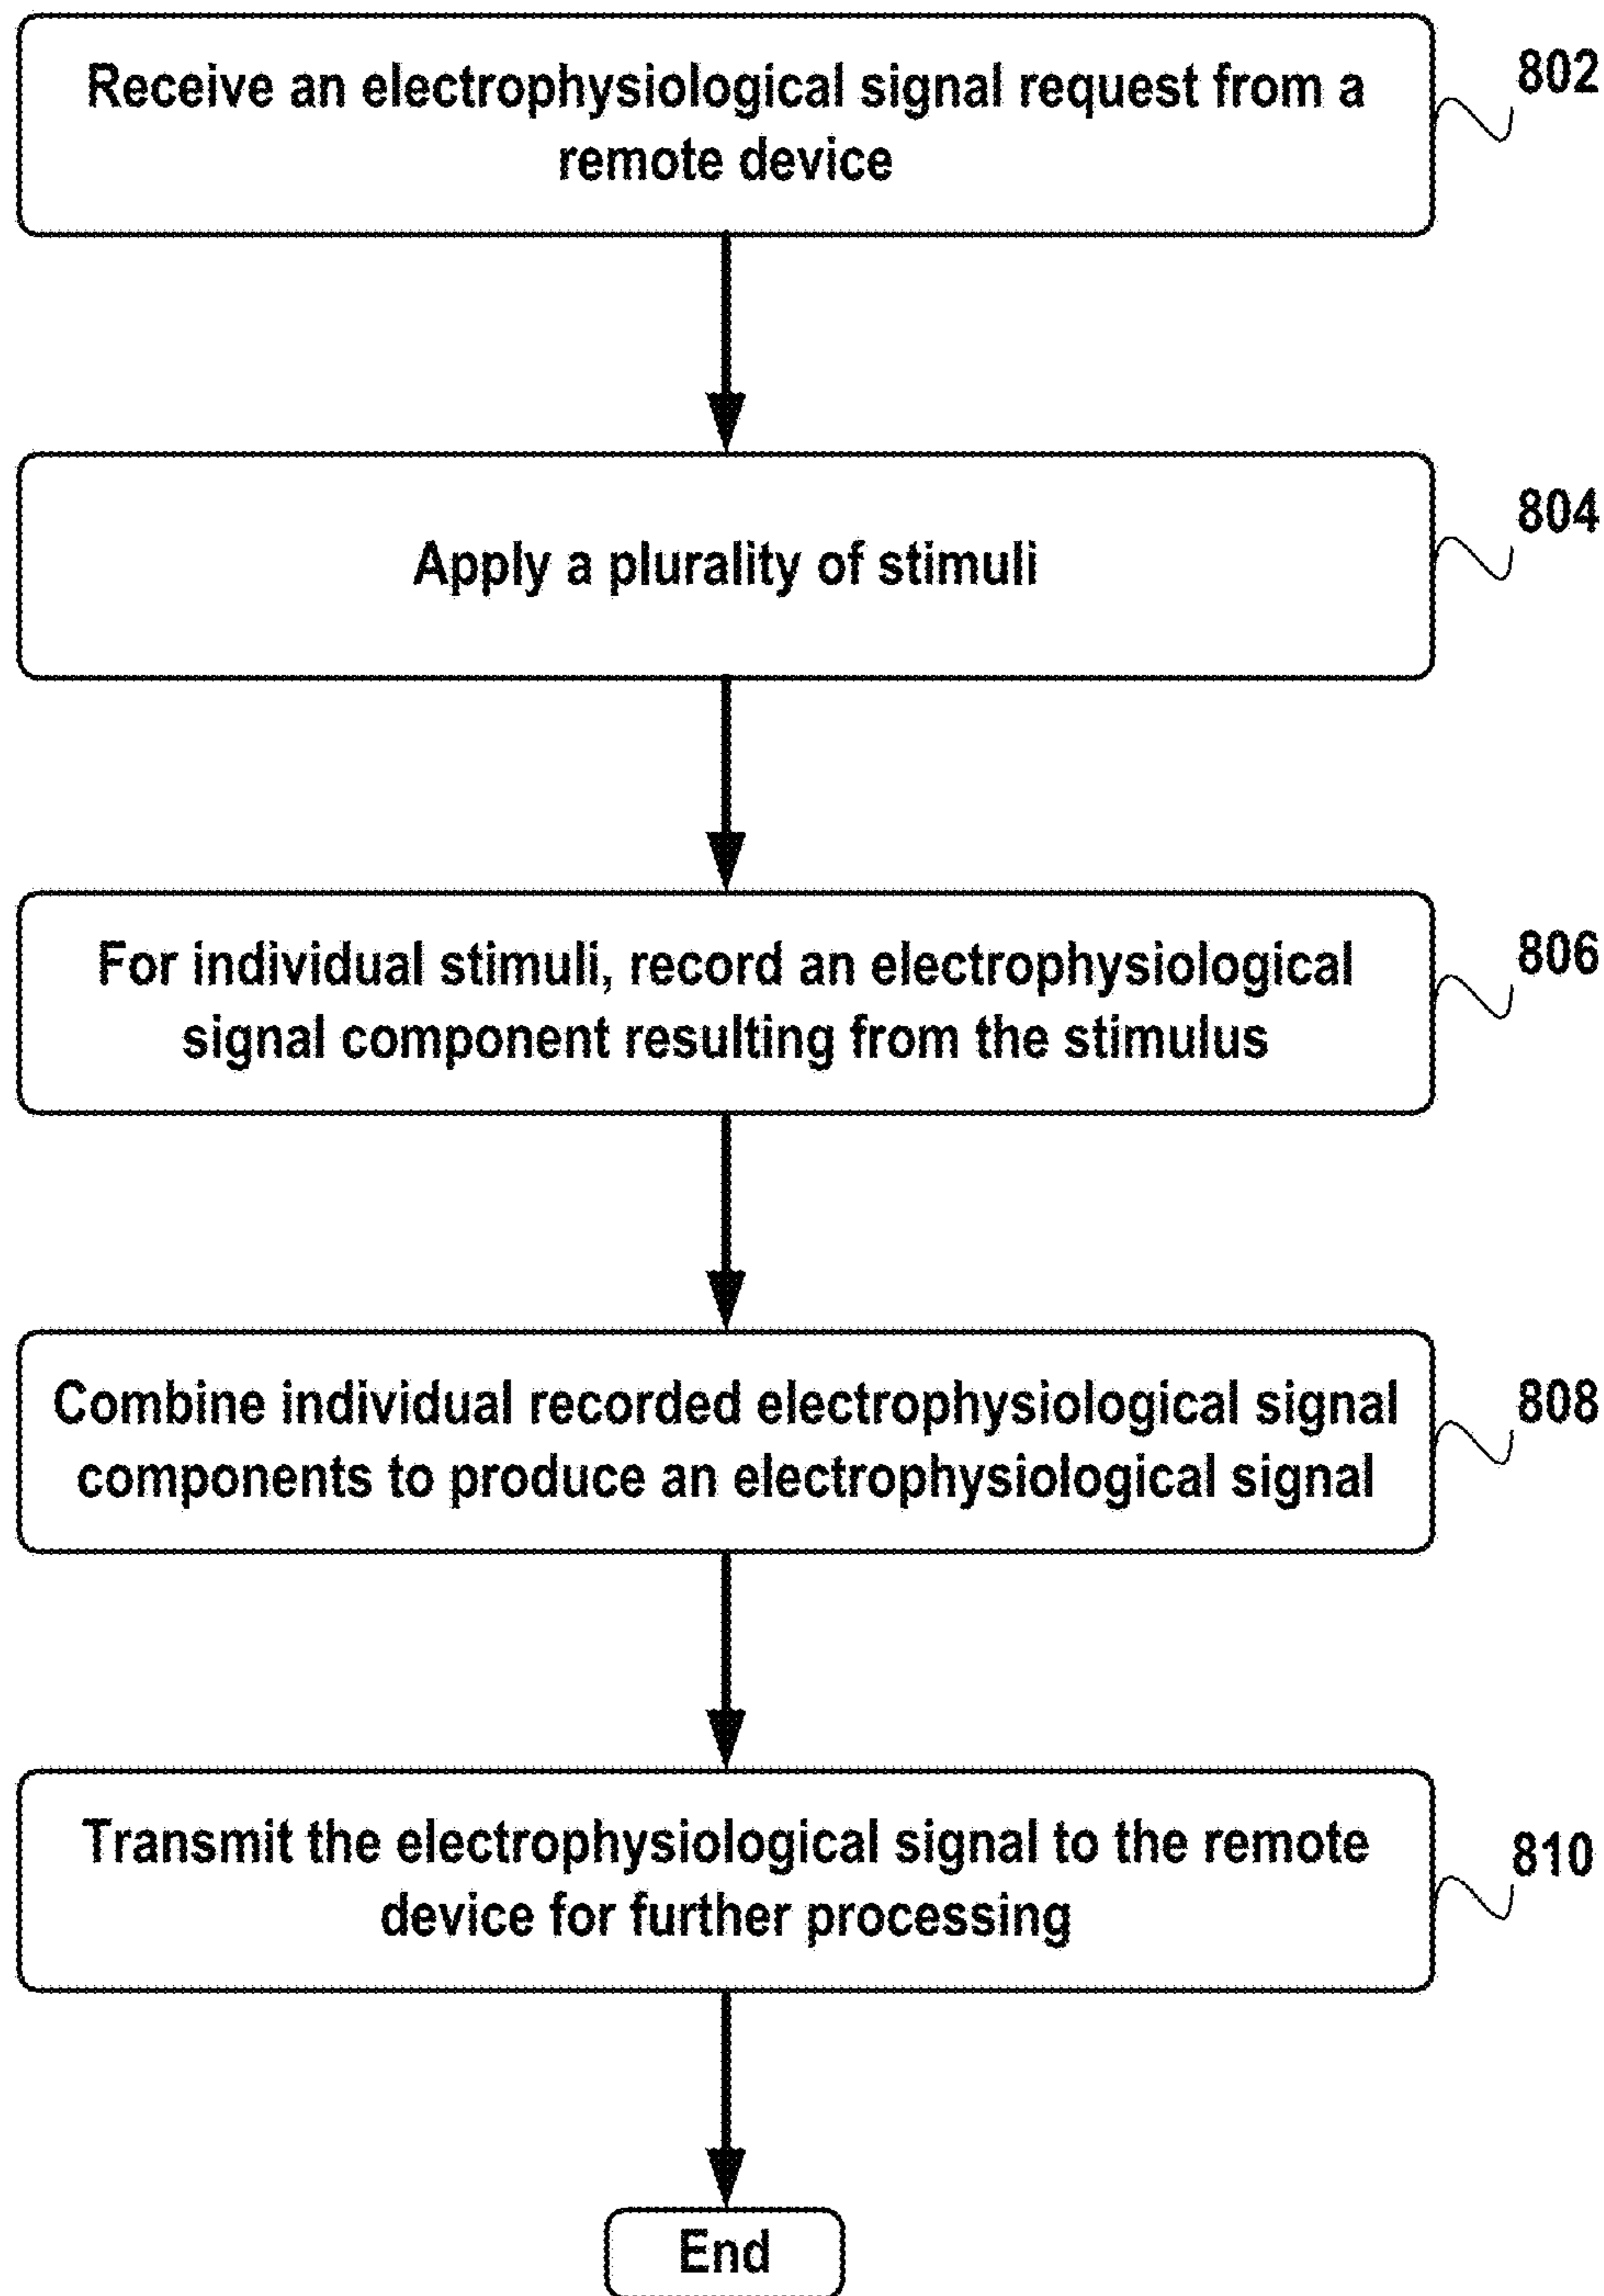 Receive an electrophysiological signal request from a
remote device
802
Apply a plurality of stimuli
804
For individual stimuli, record an electrophysiological
signal component resulting from the stimulus
806
Combine individual recorded electrophysiological signal
components to produce an electrophysiological signal
808
Transmit the electrophysiological signal to the remote
device for further processing
810
End